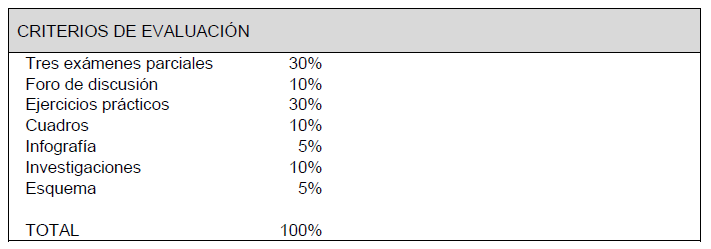 CRITERIOS DE EVALUACIÓN
Tres exámenes parciales 30%
Foro de discusión 10%
Ejercicios prácticos 30%
Cuadros 10%
Infografía 5%
Investigaciones 10%
Esquema 5%
TOTAL 100%